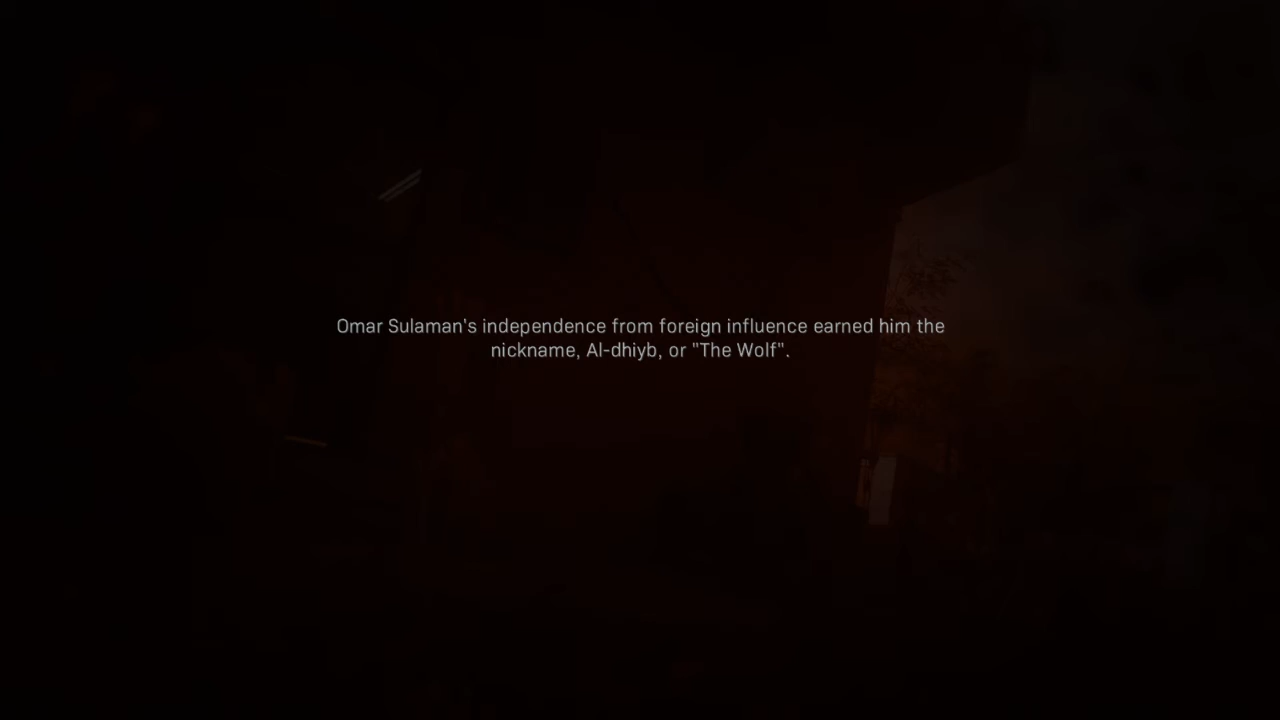 Omar Sulaman's independence from foreign influence earned him the
nickname, Al-dhiyb, or "The Wolf".